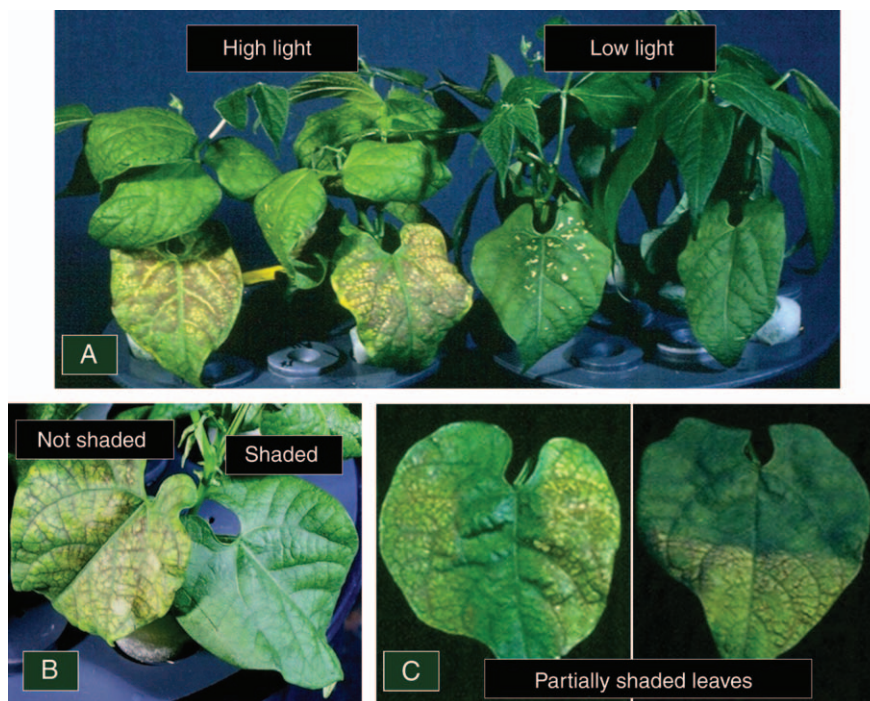 High light
Low light
A
Not shaded
Shaded
B
C
Partially shaded leaves